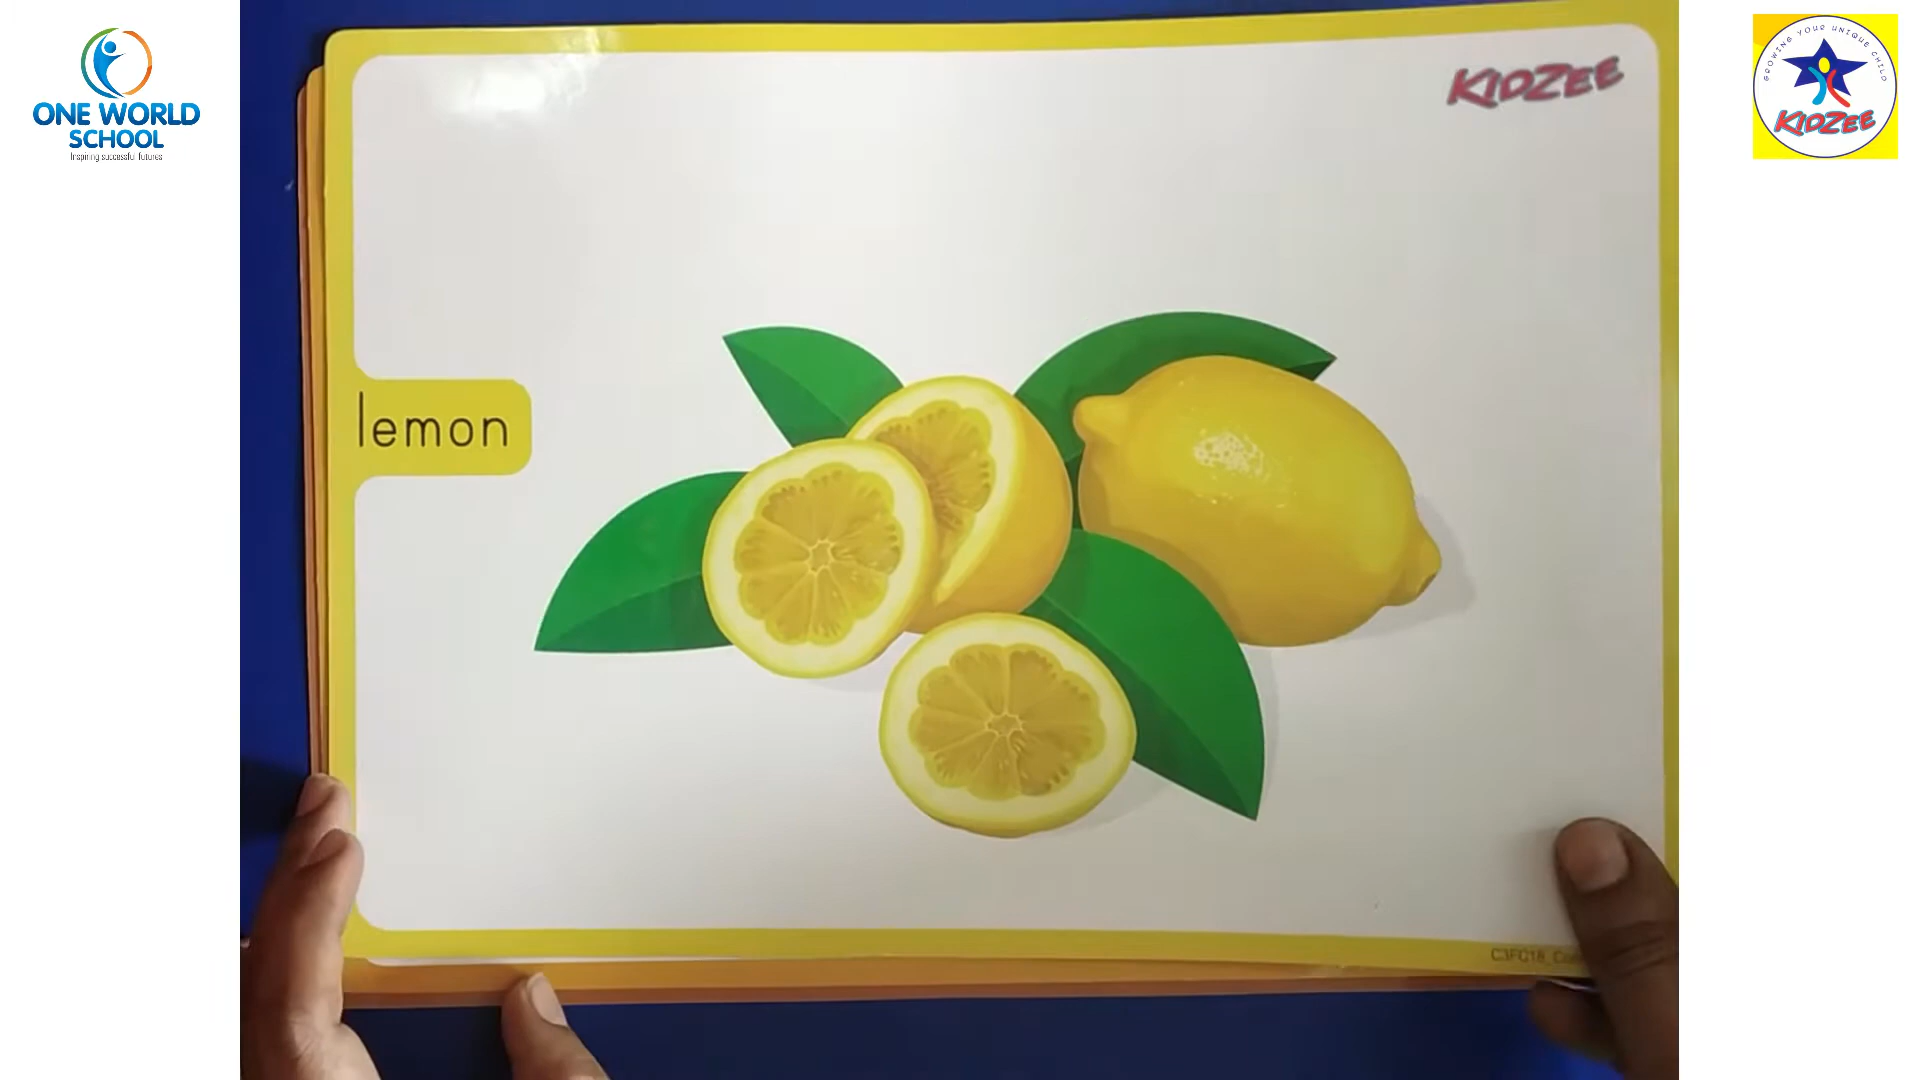 ONE WORLD
SCHOOL
Inspiring successful futures
KIDZEE
GROWING YOUR UNIQUE CHILD
KIDZEE
lemon